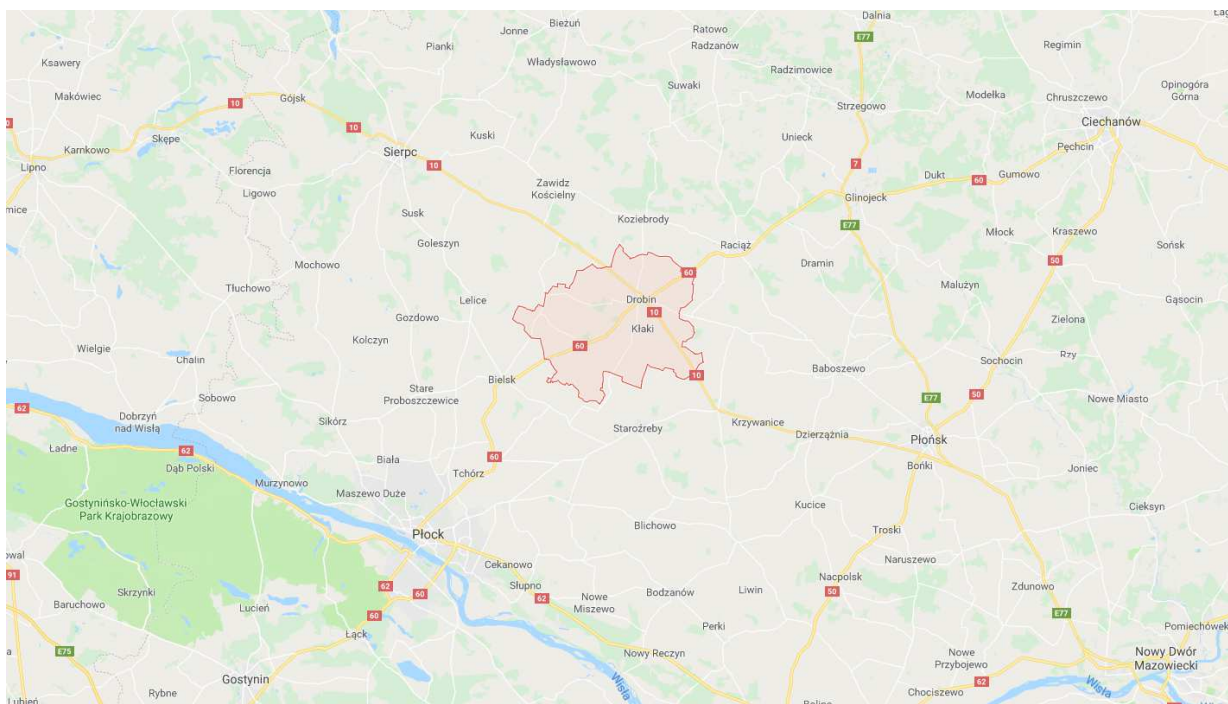 Dalnia
Bieżuń
Jonne
Ratowo
E77
Pianki
Radzanów
Regimin
Ksawery
Władysławowo
Radzimowice
Suwaki
Opinogóra
Górna
Makówiec
10
Gójsk
Modełka
Chruszczewo
Strzegowo
Ciechanów
10
Kuski
Unieck
Skępe
Pęchcin
Karnkowo
Sierpc
7
Lipno
10
Florencja
Dukt
60
Gumowo
Zawidz
Kościelny
Ligowo
Glinojeck
mice
Susk
Koziebrody
E77
Młock
Kraszewo
Goleszyn
Raciąż
Sońsk
50
Mochowo
60
Dramin
Tłuchowo
Malużyn
Lelice
Drobin
Gąsocin
10
Gozdowo
Kłaki
Zielona
Kolczyn
60
Wielgie
Chalin
Sochocin
Rzy
Baboszewo
Bielsk
10
Stare
Proboszczewice
Sobowo
E77
50
Nowe Miasto
62
Dobrzyń
nad Wisłą
Sikórz
Krzywanice
Staroźreby
Dzierzążnia
Płońsk
Ładne
62
60
Biała
Dąb Polski
Bońki
Joniec
Tchórz
Murzynowo
Maszewo Duże
Gostynińsko-Włocławski
Park Krajobrazowy
Kucice
Cieksyn
Blichowo
Płock
Troski
owal
Naruszewo
Cekanowo
91
Nacpolsk
Słupno
Zdunowo
62
Skrzynki
60
Liwin
Bodzanów
50
Nowe
Miszewo
62
Baruchowo
Lucień
60
E77
Perki
Pomiechówek
Łąck
E75
Nowy Reczyn
Nowy Dwór
Mazowiecki
Nowe
Przybojewo
Gostynin
62
Wisła
Wisła
Rybne
Chociszewo
Lubień